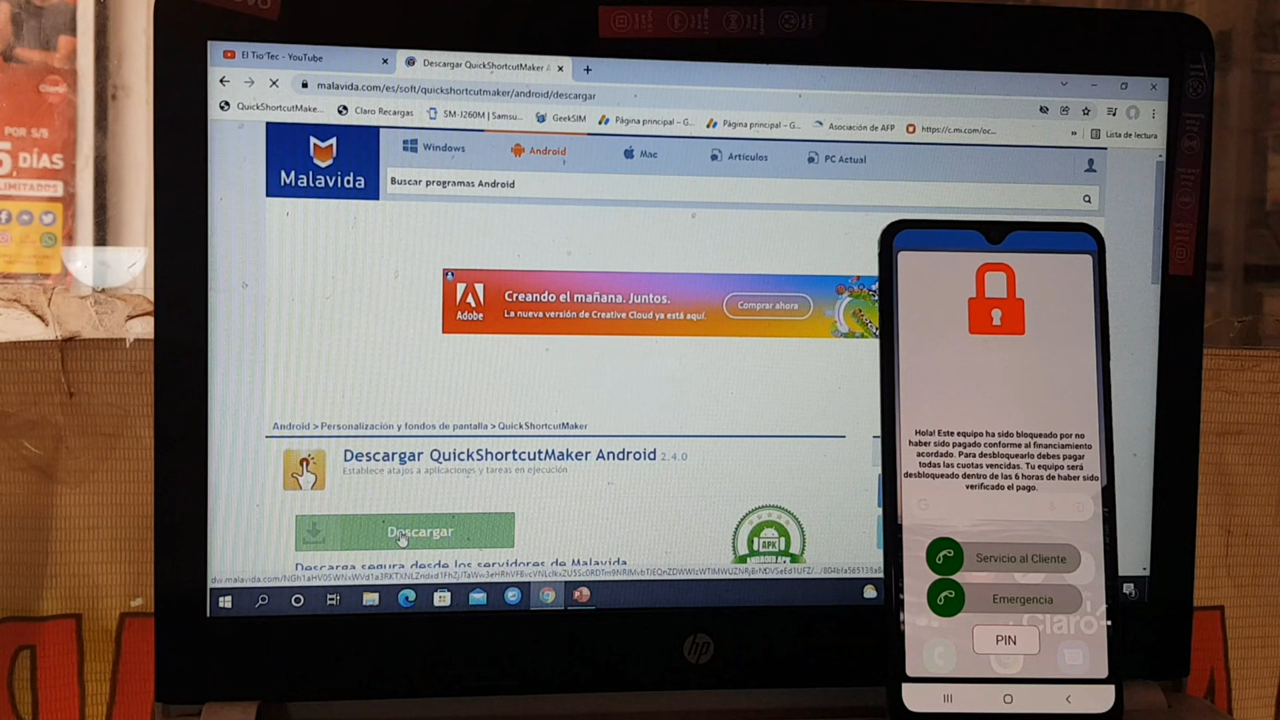 POR S/5
5 DÍAS
LIMITADOS
El Tio Tec - YouTube
Descargar QuickShortcutMaker A
malavida.com/es/soft/quickshortcutmaker/android/descargar
QuickShortcutMake...
Claro Recargas
SM-J260M | Samsu...
GeekSIM
Página principal – G...
Página principal – G...
Asociación de AFP
https://c.mi.com/oc...
Lista de lectura
Malavida
Windows
Android
Mac
Artículos
PC Actual
Buscar programas Android
Adobe
Creando el mañana. Juntos.
La nueva versión de Creative Cloud ya está aquí.
Comprar ahora
Android > Personalización y fondos de pantalla > QuickShortcutMaker
Descargar QuickShortcutMaker Android 2.4.0
Establece atajos a aplicaciones y tareas en ejecución
Descargar
APK
Descarga segura desde los servidores de Malavida
hp
Hola! Este equipo ha sido bloqueado por no
haber sido pagado conforme al financiamiento
acordado. Para desbloquearlo debes pagar
todas las cuotas vencidas. Tu equipo será
desbloqueado dentro de las 6 horas de haber sido
verificado el pago.
Servicio al Cliente
Emergencia
Claro
PIN